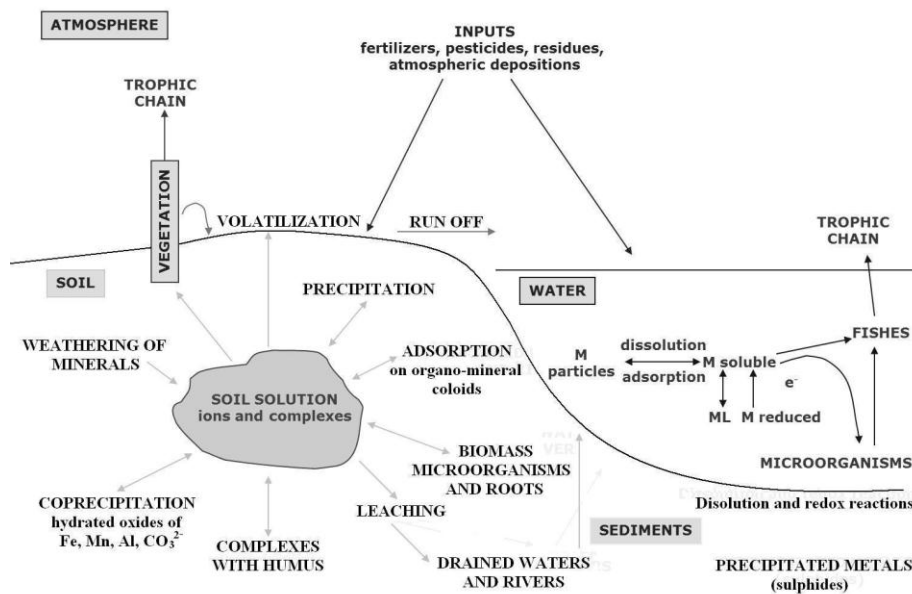 ATMOSPHERE
INPUTS
fertilizers, pesticides, residues,
atmospheric depositions
TROPHIC
CHAIN
VEGETATION
VOLATILIZATION
RUN OFF
TROPHIC
CHAIN
SOIL
WATER
PRECIPITATION
WEATHERING OF
MINERALS
ADSORPTION
on organo-mineral
coloids
SOIL SOLUTION
ions and complexes
M
particles
dissolution
adsorption
M soluble
FISHES
e-
ML
M reduced
BIOMASS
MICROORGANISMS
AND ROOTS
MICROORGANISMS
COPRECIPITATION
hydrated oxides of
Fe, Mn, Al, CO₃²⁻
LEACHING
Disolution and redox reactions
SEDIMENTS
COMPLEXES
WITH HUMUS
DRAINED WATERS
AND RIVERS
PRECIPITATED METALS
(sulphides)